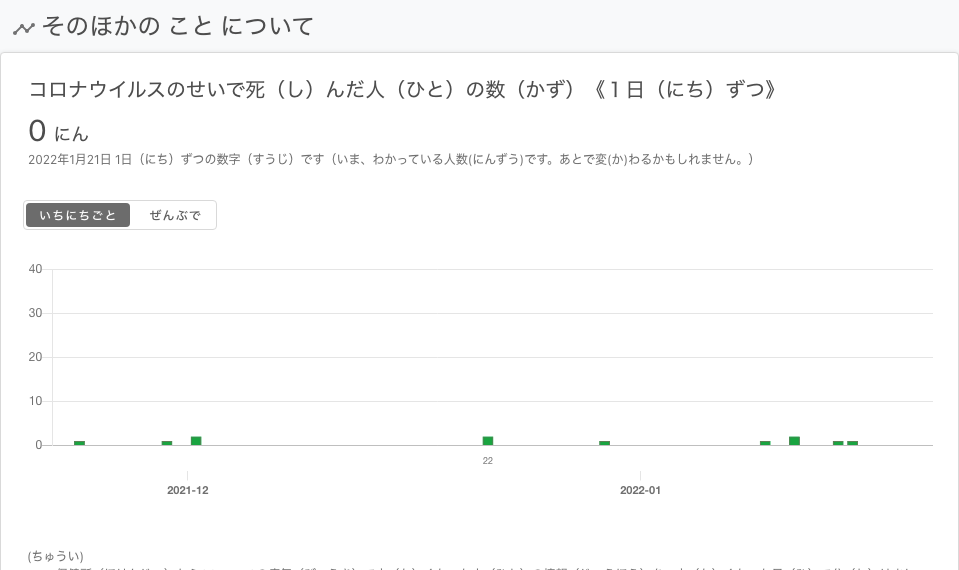 そのほかの こと について
コロナウイルスのせいで死（し）んだ人（ひと）の数（かず）《１日（にち）ずつ》
0 にん
2022年1月21日 1日（にち）ずつの数字（すうじ）です（いま、わかっている人数(にんずう)です。あとで変(か)わるかもしれません。）
いちにちごと ぜんぶで
40
30
20
10
0
22
2021-12 2022-01
(ちゅうい)